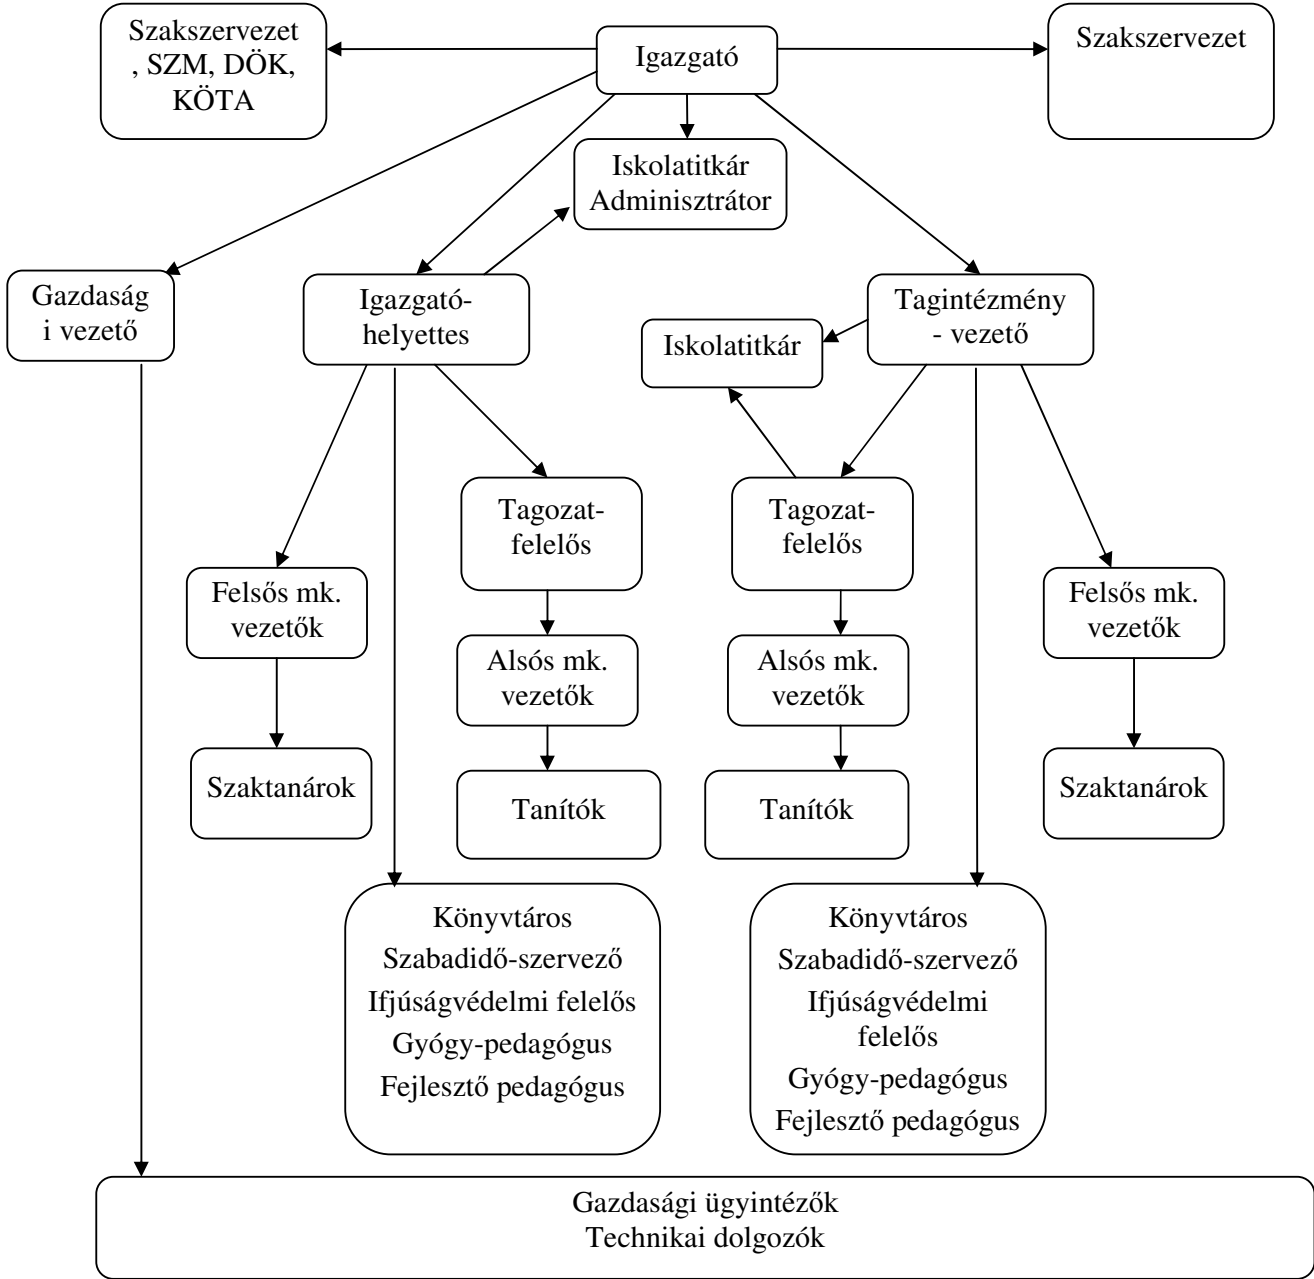 Szakszervezet
, SZM, DÖK,
KÖTA
Igazgató
Szakszervezet
Iskolatitkár
Adminisztrátor
Gazdaság
i vezető
Igazgató-
helyettes
Iskolatitkár
Tagintézmény
- vezető
Tagozat-
felelős
Tagozat-
felelős
Felsős mk.
vezetők
Alsós mk.
vezetők
Alsós mk.
vezetők
Felsős mk.
vezetők
Szaktanárok
Tanítók
Tanítók
Szaktanárok
Könyvtáros
Szabadidő-szervező
Ifjúságvédelmi felelős
Gyógy-pedagógus
Fejlesztő pedagógus
Könyvtáros
Szabadidő-szervező
Ifjúságvédelmi
felelős
Gyógy-pedagógus
Fejlesztő pedagógus
Gazdasági ügyintézők
Technikai dolgozók